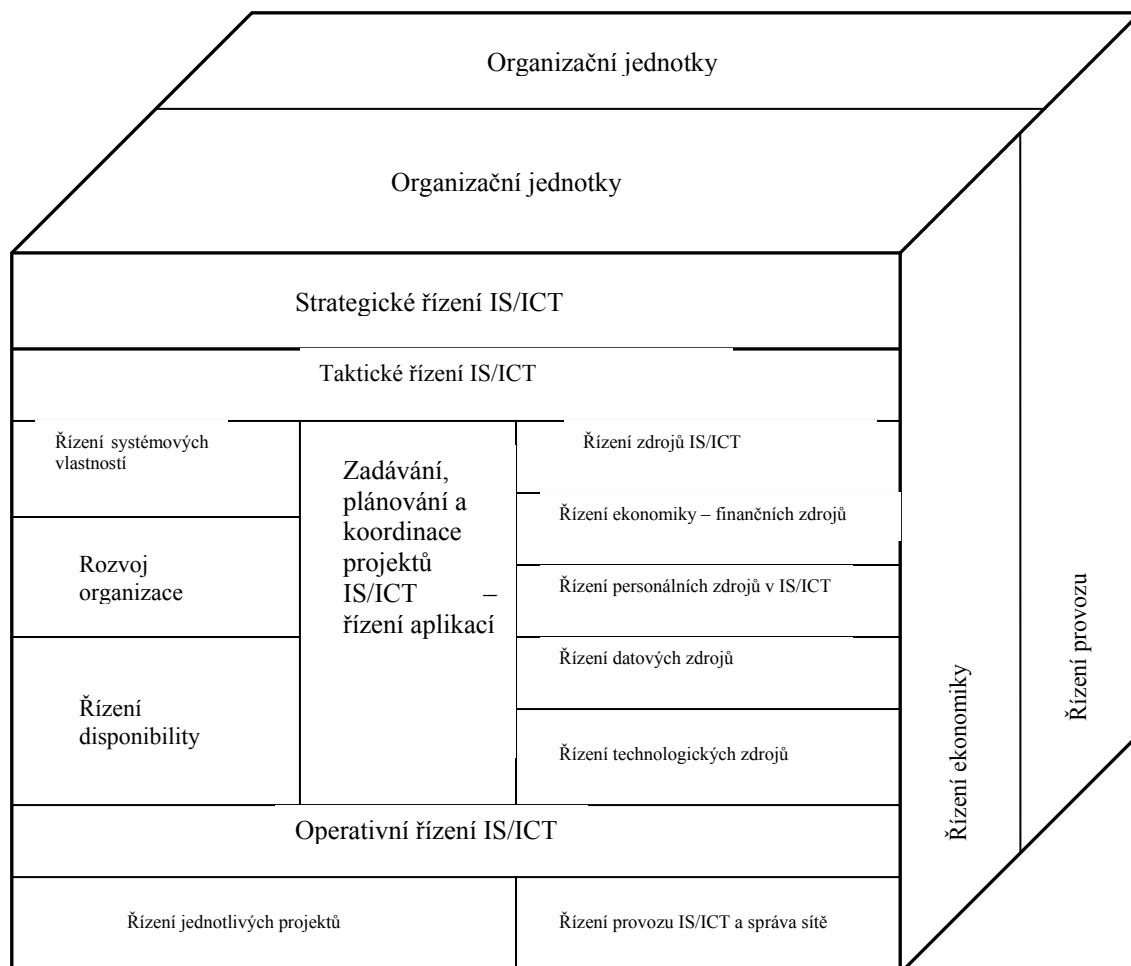 Organizační jednotky
Organizační jednotky
Strategické řízení IS/ICT
Taktické řízení IS/ICT
Řízení systémových
vlastností
Rozvoj
organizace
Řízení
disponibility
Zadávání,
plánování a
koordinace
projektů
IS/ICT –
řízení aplikací
Řízení zdrojů IS/ICT
Řízení ekonomiky – finančních zdrojů
Řízení personálních zdrojů v IS/ICT
Řízení datových zdrojů
Řízení technologických zdrojů
Operativní řízení IS/ICT
Řízení jednotlivých projektů
Řízení provozu IS/ICT a správa sítě
Řízení ekonomiky
Řízení provozu